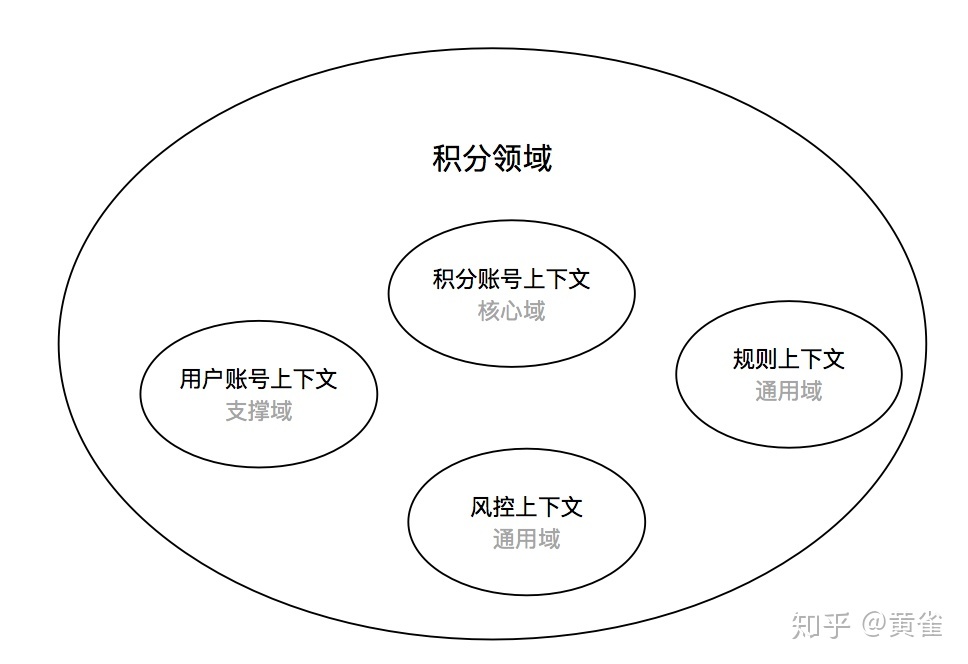 积分领域
积分账号上下文
核心域
规则上下文
通用域
用户账号上下文
支撑域
风控上下文
通用域
知乎 @黄雀